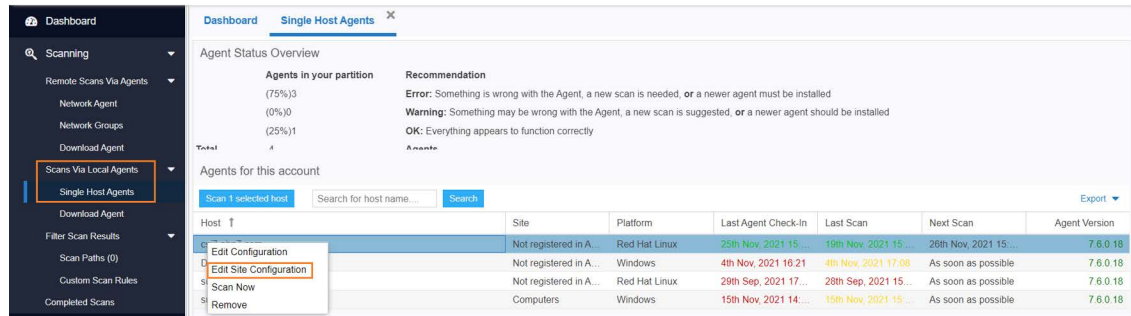 Dashboard
Scanning
Remote Scans Via Agents
Network Agent
Network Groups
Download Agent
Scans Via Local Agents
Single Host Agents
Download Agent
Filter Scan Results
Scan Paths (0)
Custom Scan Rules
Completed Scans
Dashboard Single Host Agents
Agent Status Overview
Agents in your partition Recommendation
(75%)3 Error: Something is wrong with the Agent, a new scan is needed, or a newer agent must be installed
(0%)0 Warning: Something may be wrong with the Agent, a new scan is suggested, or a newer agent should be installed
(25%)1 OK: Everything appears to function correctly
Total 4 Agents
Agents for this account
Scan 1 selected host Search for host name.... Search Export
Host ↑ Site Platform Last Agent Check-In Last Scan Next Scan Agent Version
Not registered in A... Red Hat Linux 25th Nov, 2021 15:... 19th Nov, 2021 15:... 26th Nov, 2021 15:... 7.6.0.18
Not registered in A... Windows 4th Nov, 2021 16:21 4th Nov, 2021 17:08 As soon as possible 7.6.0.18
Not registered in A... Red Hat Linux 29th Sep, 2021 17:... 28th Sep, 2021 15:... As soon as possible 7.6.0.18
Computers Windows 15th Nov, 2021 14:... 15th Nov, 2021 15:... As soon as possible 7.6.0.18
Edit Configuration
Edit Site Configuration
Scan Now
Remove